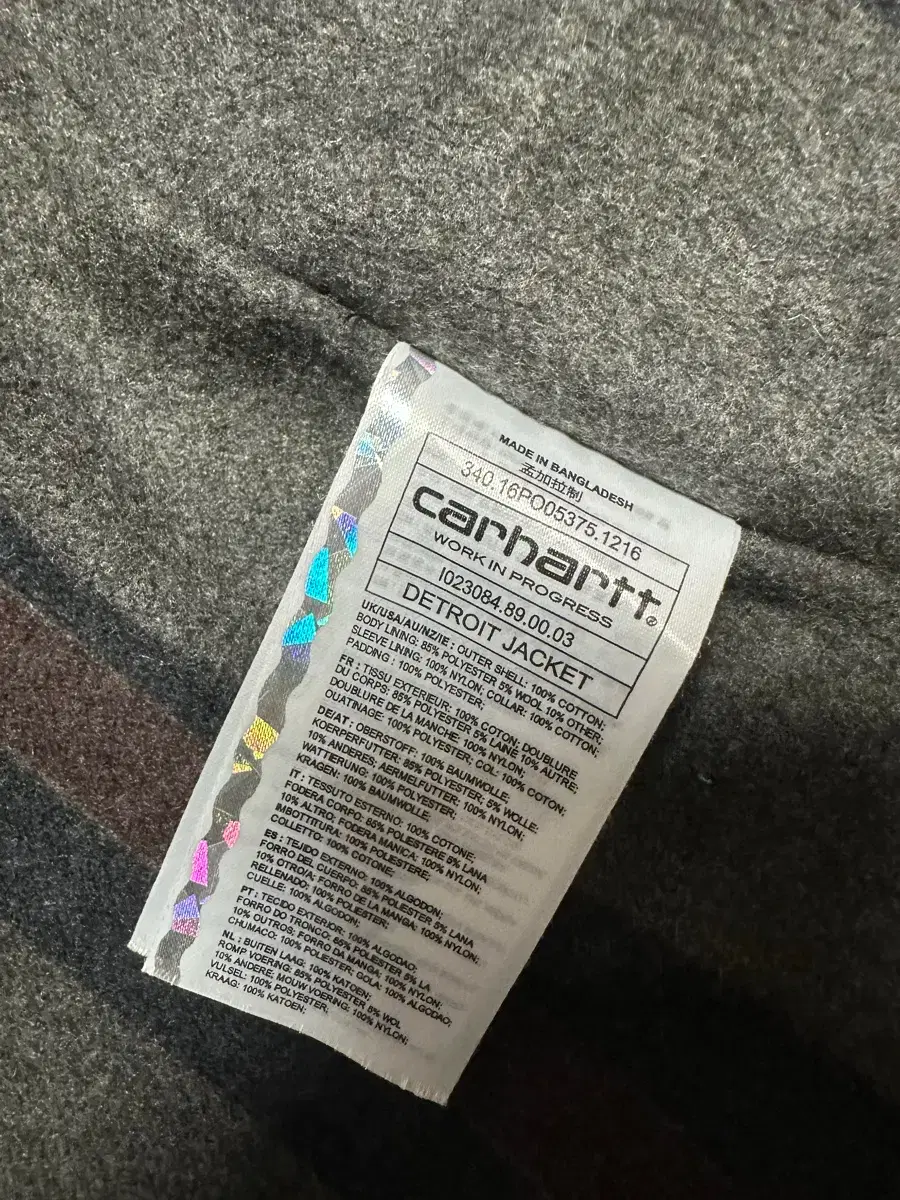 MADE IN BANGLADESH
孟加拉制
340.16PO05375.1216
carhartt®
WORK IN PROGRESS
I023084.89.00.03
DETROIT JACKET
UK/USA/AU/NZ/IE : OUTER SHELL: 100% COTTON;
BODY LINING: 85% POLYESTER 5% WOOL 10% OTHER;
SLEEVE LINING: 100% NYLON; COLLAR: 100% COTTON;
PADDING : 100% POLYESTER;
FR : TISSU EXTERIEUR: 100% COTON; DOUBLURE
DU CORPS: 85% POLYESTER 5% LAINE 10% AUTRE;
DOUBLURE DE LA MANCHE: 100% NYLON;
OUATINAGE: 100% POLYESTER; COL: 100% COTON;
DE/AT : OBERSTOFF: 100% BAUMWOLLE;
KOERPERFUTTER: 85% POLYESTER; 5% WOLLE:
10% ANDERES: AERMELFUTTER: 100% NYLON;
WATTIERUNG: 100% POLYESTER;
KRAGEN: 100% BAUMWOLLE;
IT : TESSUTO ESTERNO: 100% COTONE;
FODERA CORPO: 85% POLIESTERE 5% LANA
10% ALTRO; FODERA MANICA: 100% NYLON;
IMBOTTITURA: 100% POLIESTERE;
COLLETTO: 100% COTONE;
ES : TEJIDO EXTERNO: 100% ALGODON;
FORRO DEL CUERPO: 85% POLIESTER 5% LANA
10% OTROA; FORRO DE LA MANGA: 100% NYLON;
RELLENADO: 100% POLIESTER;
CUELLE: 100% ALGODON;
PT : TECIDO EXTERIOR: 100% ALGODAO;
FORRO DO TRONCO: 85% POLIESTER 5% LA
10% OUTROS; FORRO DA MANGA: 100% NYLON;
CHUMACO: 100% POLIESTER; GOLA: 100% ALGODAO;
NL : BUITEN LAAG: 100% KATOEN;
ROMP VOERING: 85% POLYESTER 5% WOL
10% ANDERE; MOUW VOERING: 100% NYLON;
VULSEL: 100% POLYESTER;
KRAAG: 100% KATOEN;